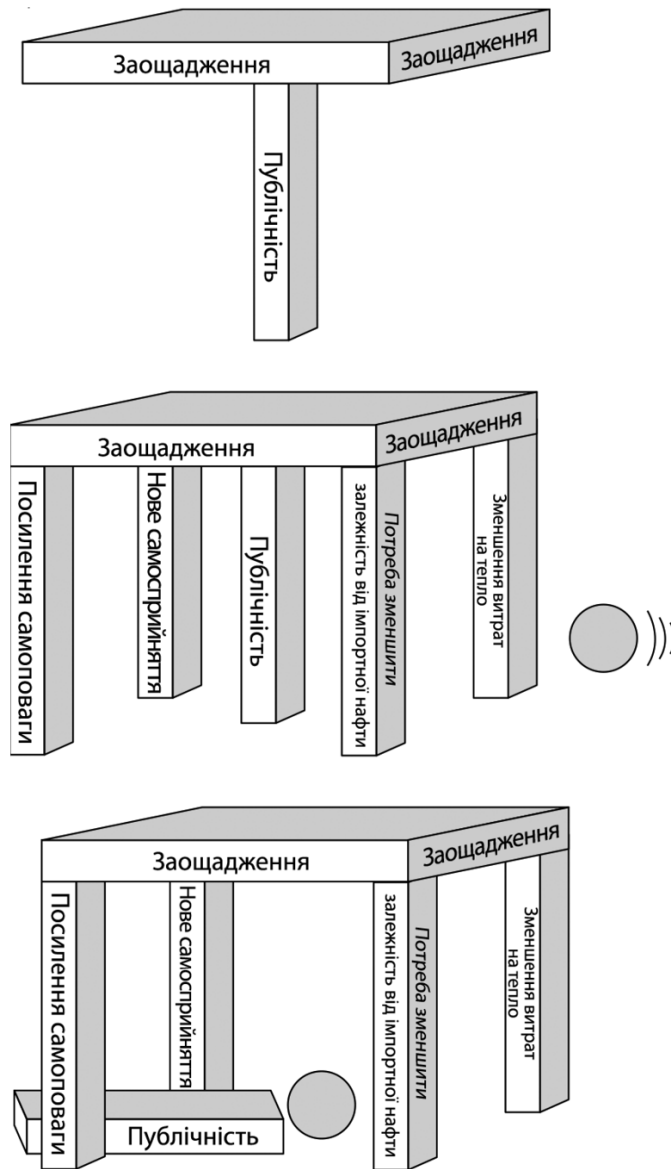 Заощадження
Заощадження
Публічність
Заощадження
Заощадження
Посилення самоповаги
Нове самосприйняття
Публічність
залежність від імпортної нафти
Потреба зменшити
Зменшення витрат
на тепло
Заощадження
Заощадження
Посилення самоповаги
Нове самосприйняття
Публічність
залежність від імпортної нафти
Потреба зменшити
Зменшення витрат
на тепло